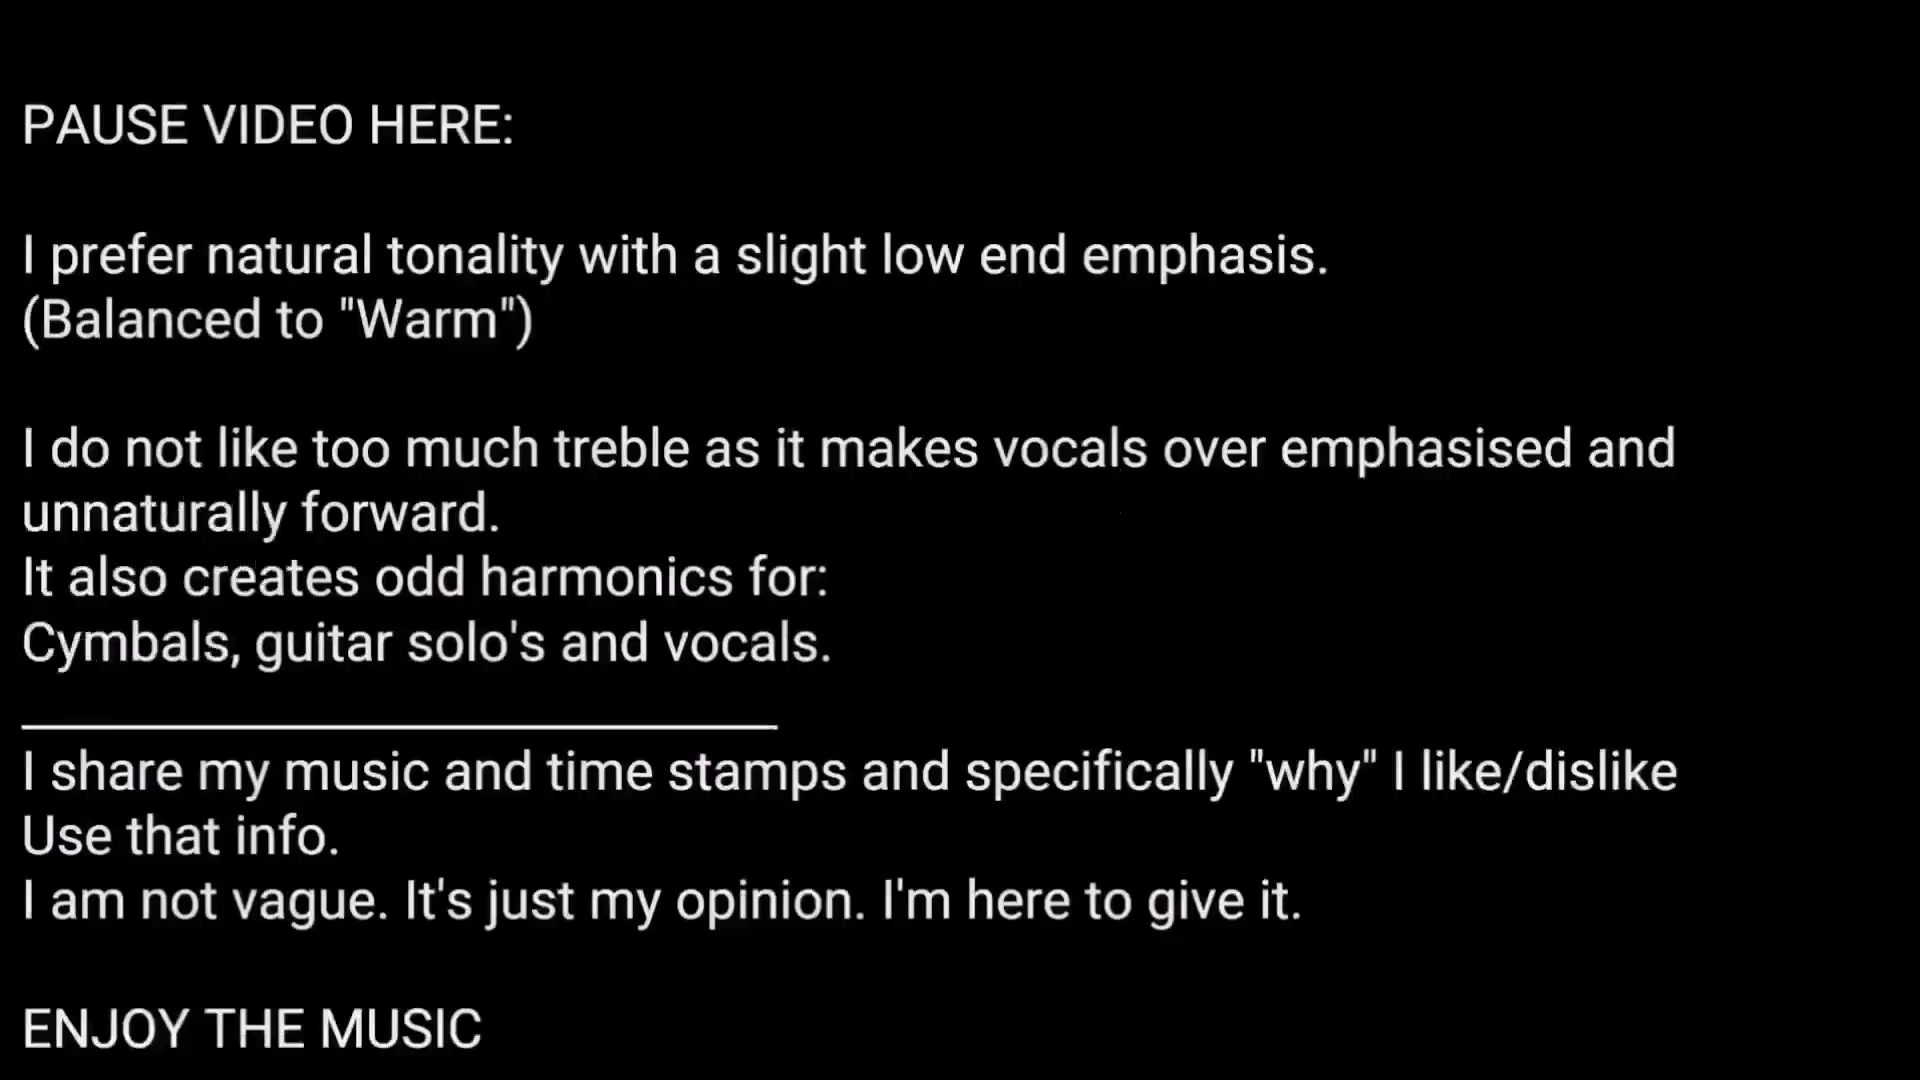 PAUSE VIDEO HERE:
I prefer natural tonality with a slight low end emphasis.
(Balanced to "Warm")
I do not like too much treble as it makes vocals over emphasised and
unnaturally forward.
It also creates odd harmonics for:
Cymbals, guitar solo's and vocals.
I share my music and time stamps and specifically "why" I like/dislike
Use that info.
I am not vague. It's just my opinion. I'm here to give it.
ENJOY THE MUSIC